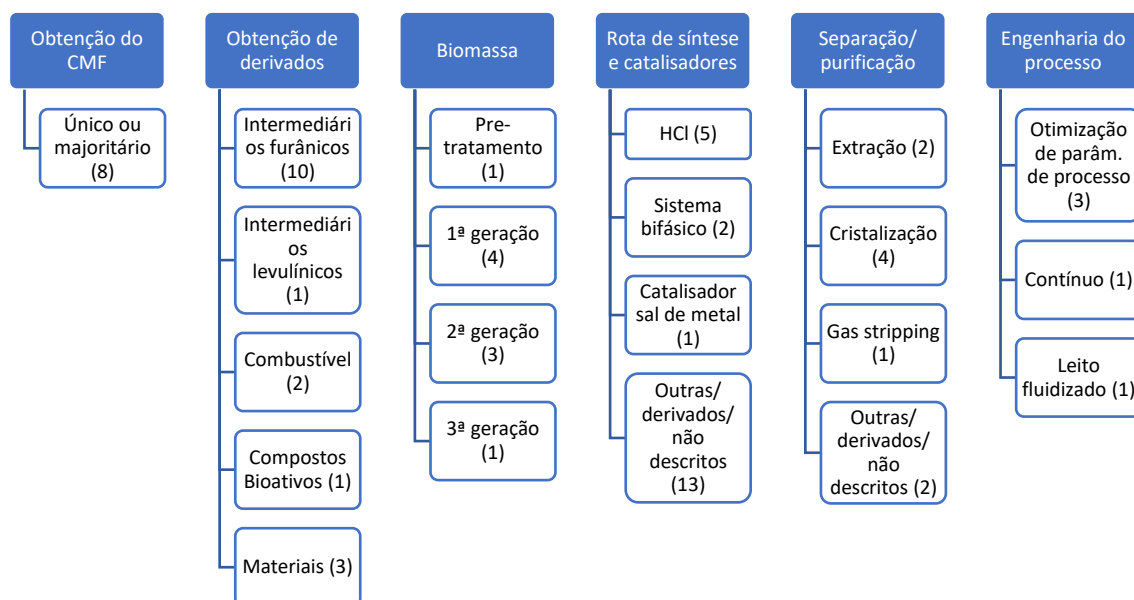 Obtenção do
CMF
Único ou
majoritário
(8)
Obtenção de
derivados
Intermediári
os furânicos
(10)
Intermediári
os
levulínicos
(1)
Combustível
(2)
Compostos
Bioativos (1)
Materiais (3)
Biomassa
Pre-
tratamento
(1)
1ª geração
(4)
2ª geração
(3)
3ª geração
(1)
Rota de síntese
e catalisadores
HCl (5)
Sistema
bifásico (2)
Catalisador
sal de metal
(1)
Outras/
derivados/
não
descritos
(13)
Separação/
purificação
Extração (2)
Cristalização
(4)
Gas stripping
(1)
Outras/
derivados/
não
descritos (2)
Engenharia do
processo
Otimização
de parâm.
de processo
(3)
Contínuo (1)
Leito
fluidizado (1)